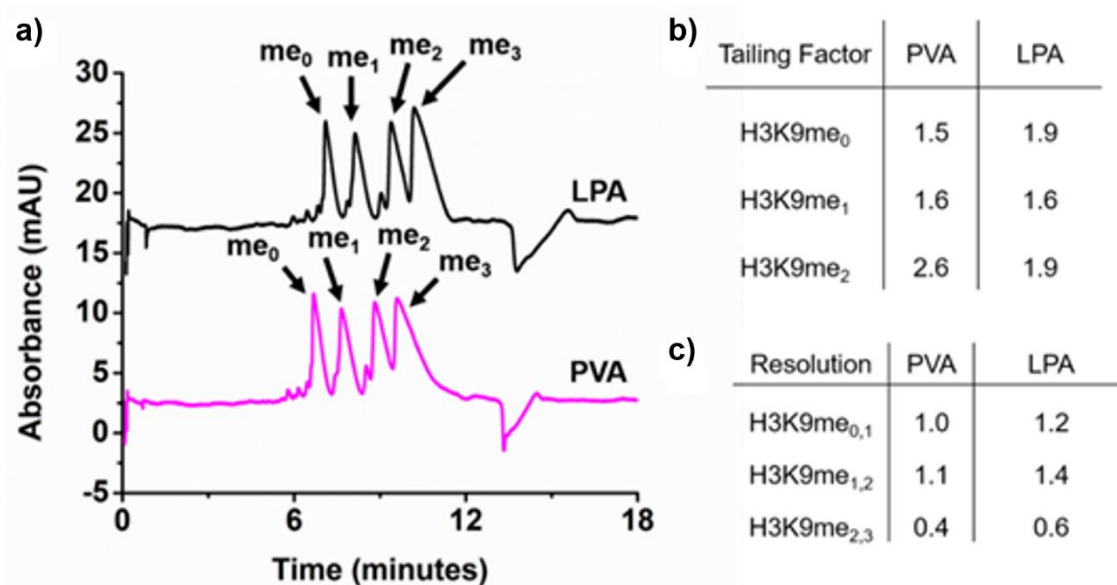 a)
me₀
me₁
me₂
me₃
30
25
20
15
10
5
0
-5
Absorbance (mAU)
LPA
me₀
me₁
me₂
me₃
PVA
0
6
12
18
Time (minutes)
b)
Tailing Factor PVA LPA
H3K9me₀ 1.5 1.9
H3K9me₁ 1.6 1.6
H3K9me₂ 2.6 1.9
c)
Resolution PVA LPA
H3K9me₀,₁ 1.0 1.2
H3K9me₁,₂ 1.1 1.4
H3K9me₂,₃ 0.4 0.6